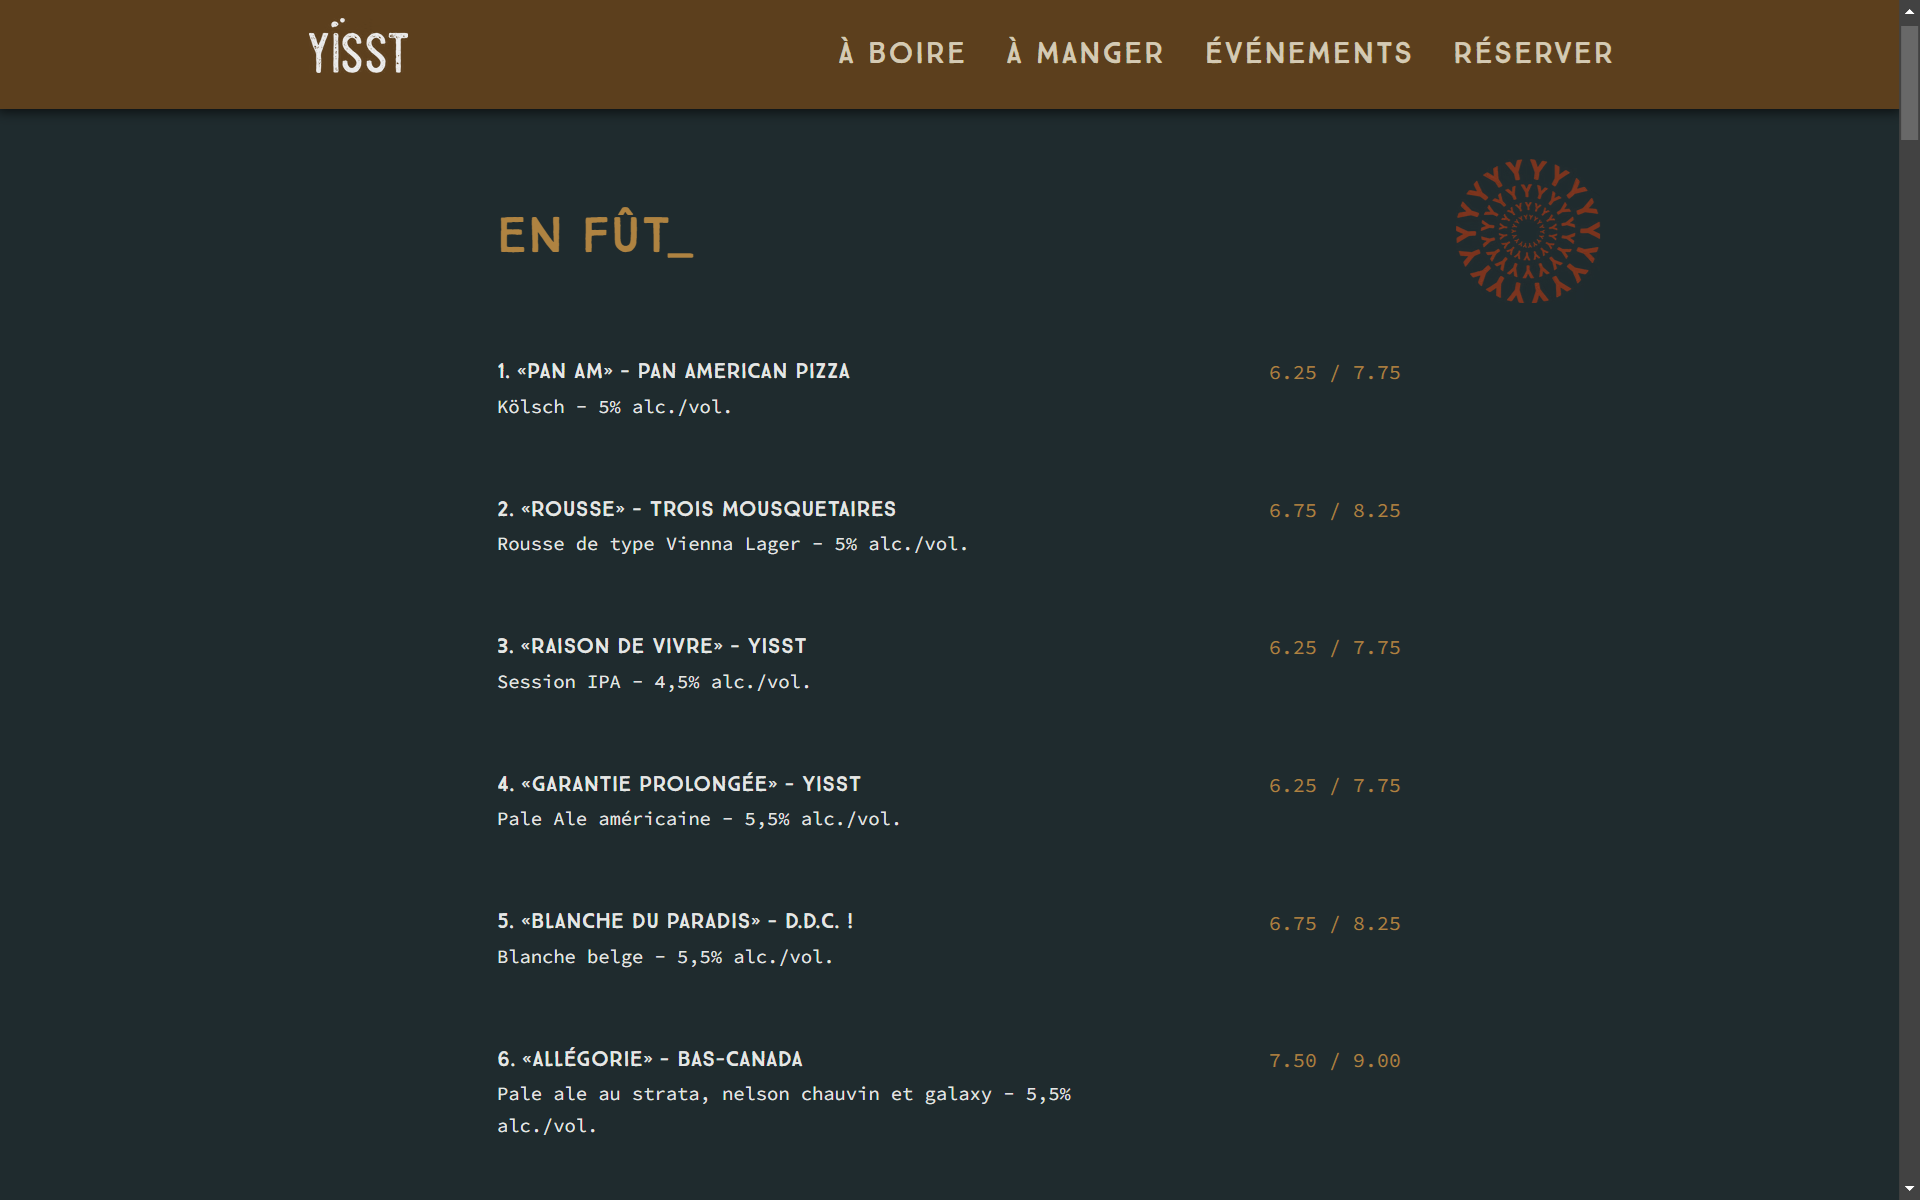 YÏSST
À BOIRE À MANGER ÉVÉNEMENTS RÉSERVER
EN FÛT_
1. «PAN AM» - PAN AMERICAN PIZZA 6.25 / 7.75
Kölsch - 5% alc./vol.
2. «ROUSSE» - TROIS MOUSQUETAIRES 6.75 / 8.25
Rousse de type Vienna Lager - 5% alc./vol.
3. «RAISON DE VIVRE» - YISST 6.25 / 7.75
Session IPA - 4,5% alc./vol.
4. «GARANTIE PROLONGÉE» - YISST 6.25 / 7.75
Pale Ale américaine - 5,5% alc./vol.
5. «BLANCHE DU PARADIS» - D.D.C. ! 6.75 / 8.25
Blanche belge - 5,5% alc./vol.
6. «ALLÉGORIE» - BAS-CANADA 7.50 / 9.00
Pale ale au strata, nelson chauvin et galaxy - 5,5%
alc./vol.